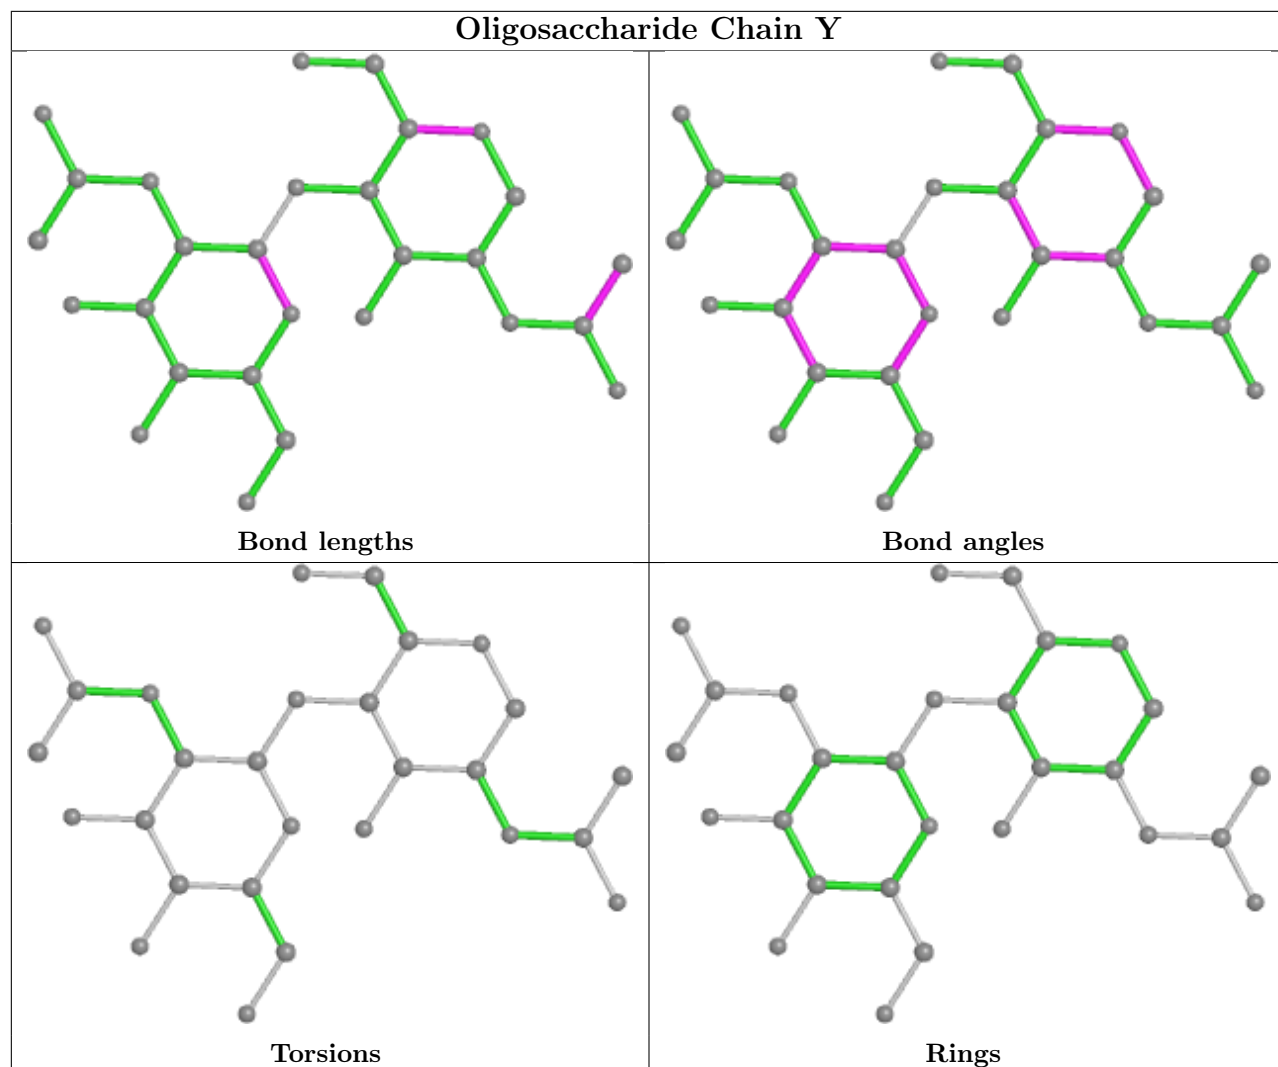 Oligosaccharide Chain Y
Bond lengths
Bond angles
Torsions
Rings